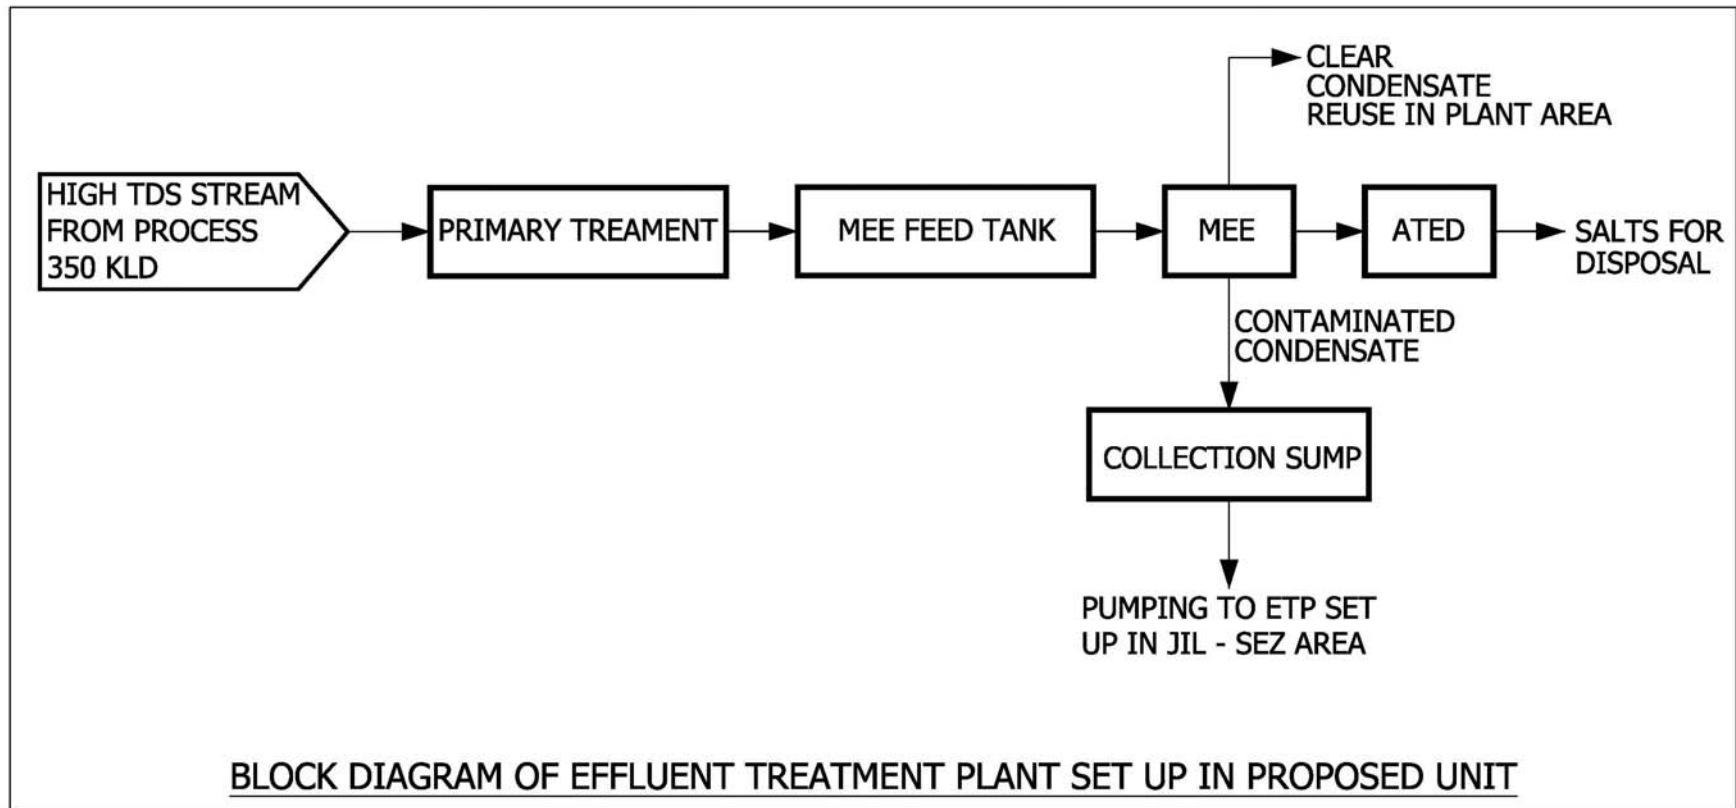 CLEAR
CONDENSATE
REUSE IN PLANT AREA
HIGH TDS STREAM
FROM PROCESS
350 KLD
PRIMARY TREAMENT
MEE FEED TANK
MEE
ATED
SALTS FOR
DISPOSAL
CONTAMINATED
CONDENSATE
COLLECTION SUMP
PUMPING TO ETP SET
UP IN JIL - SEZ AREA
BLOCK DIAGRAM OF EFFLUENT TREATMENT PLANT SET UP IN PROPOSED UNIT